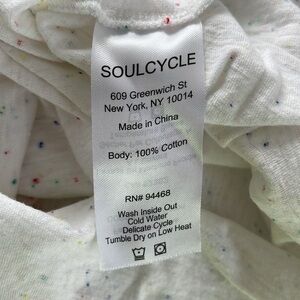 SOULCYCLE
609 Greenwich St
New York, NY 10014
Made in China
Body: 100% Cotton
RN# 94468
Wash Inside Out
Cold Water
Delicate Cycle
Tumble Dry on Low Heat